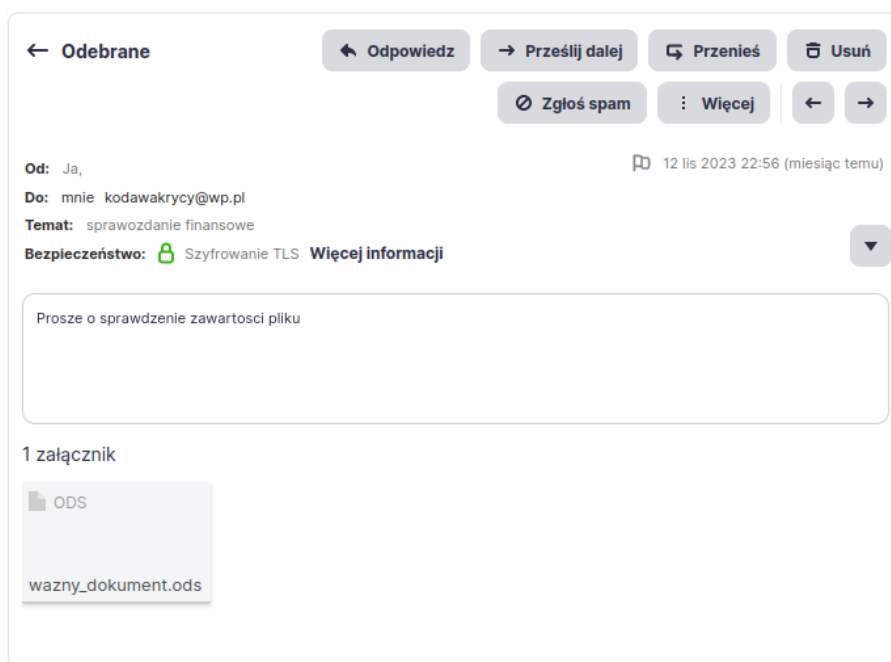 ← Odebrane
Odpowiedz
→ Prześlij dalej
Przenieś
Usuń
Zgłoś spam
Więcej
← →
Od: Ja,
12 lis 2023 22:56 (miesiąc temu)
Do: mnie kodawakrycy@wp.pl
Temat: sprawozdanie finansowe
Bezpieczeństwo: Szyfrowanie TLS Więcej informacji
Prosze o sprawdzenie zawartosci pliku
1 załącznik
ODS
wazny_dokument.ods